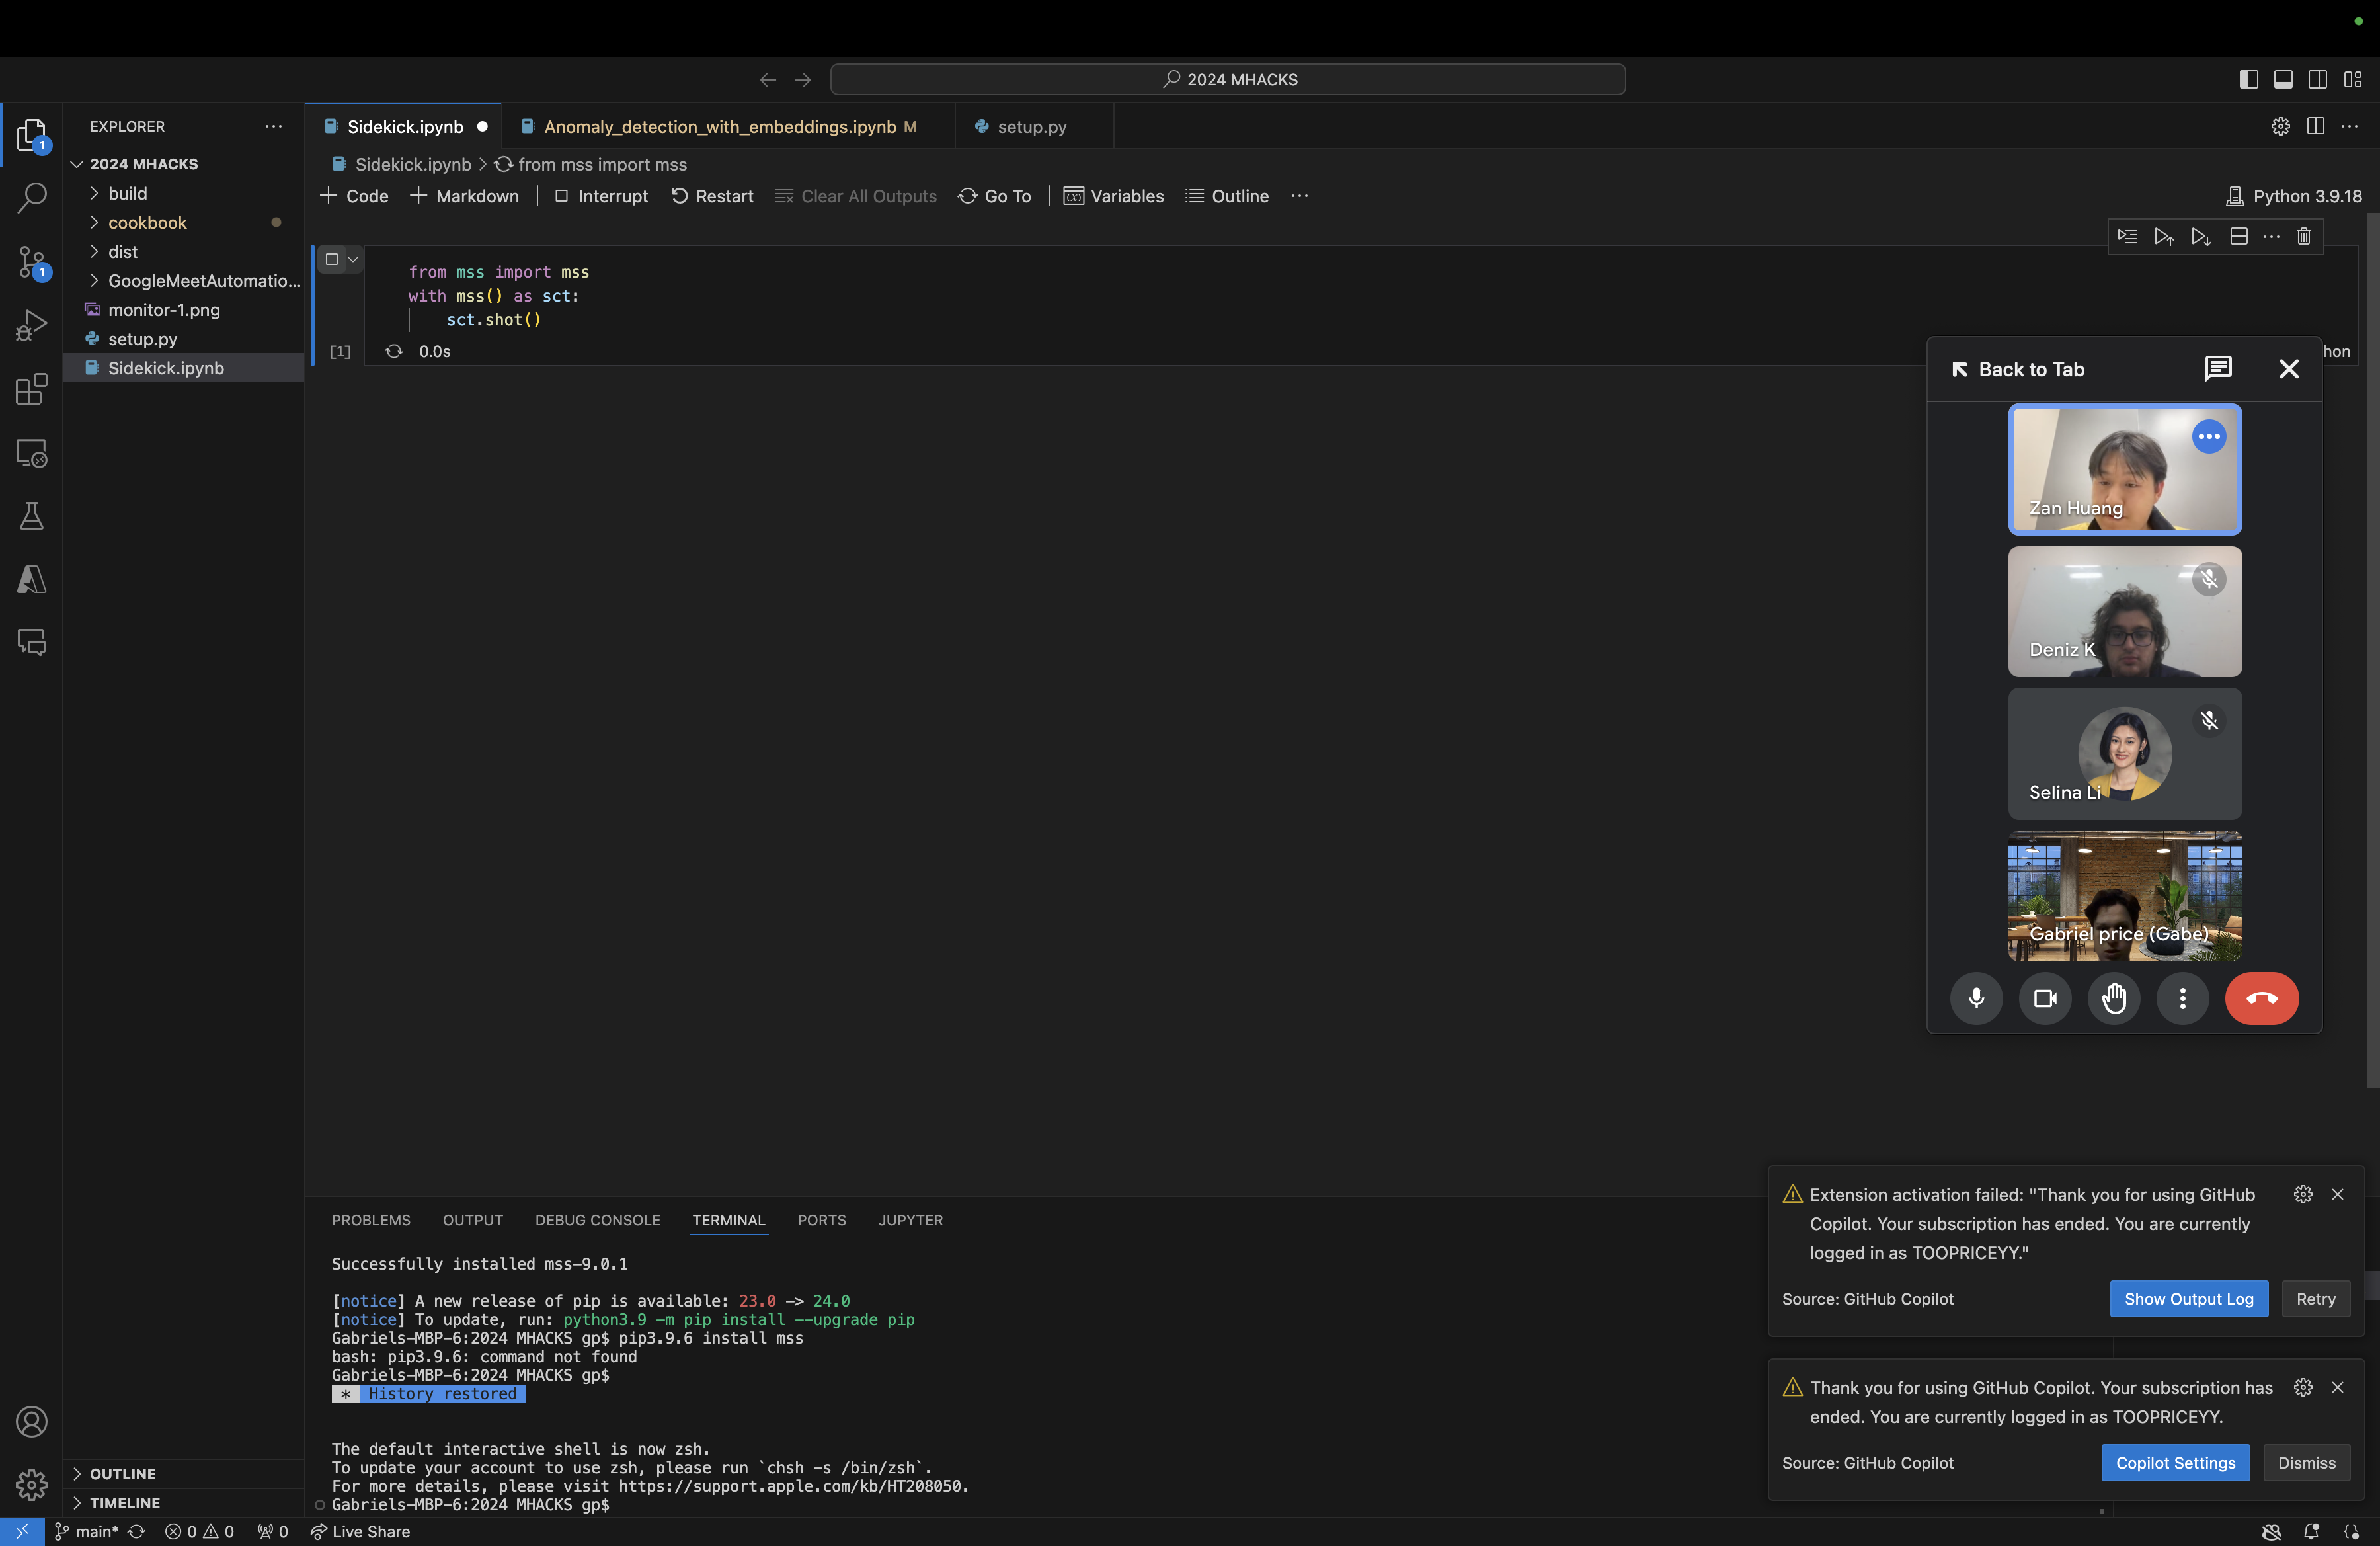 2024 MHACKS
EXPLORER
2024 MHACKS
build
cookbook
dist
GoogleMeetAutomatio...
monitor-1.png
setup.py
Sidekick.ipynb
OUTLINE
TIMELINE
Sidekick.ipynb
Anomaly_detection_with_embeddings.ipynb M
setup.py
Sidekick.ipynb > from mss import mss
+ Code + Markdown | Interrupt Restart Clear All Outputs Go To | Variables Outline ...
Python 3.9.18
from mss import mss
with mss() as sct:
sct.shot()
[1] 0.0s
hon
Back to Tab
Zan Huang
Deniz K
Selina Li
Gabriel price (Gabe)
PROBLEMS OUTPUT DEBUG CONSOLE TERMINAL PORTS JUPYTER
Successfully installed mss-9.0.1
[notice] A new release of pip is available: 23.0 -> 24.0
[notice] To update, run: python3.9 -m pip install --upgrade pip
Gabriels-MBP-6:2024 MHACKS gp$ pip3.9.6 install mss
bash: pip3.9.6: command not found
Gabriels-MBP-6:2024 MHACKS gp$
* History restored
The default interactive shell is now zsh.
To update your account to use zsh, please run `chsh -s /bin/zsh`.
For more details, please visit https://support.apple.com/kb/HT208050.
Gabriels-MBP-6:2024 MHACKS gp$
Extension activation failed: "Thank you for using GitHub
Copilot. Your subscription has ended. You are currently
logged in as TOOPRICEYY."
Source: GitHub Copilot
Show Output Log
Retry
Thank you for using GitHub Copilot. Your subscription has
ended. You are currently logged in as TOOPRICEYY.
Source: GitHub Copilot
Copilot Settings
Dismiss
1
1
main* 0 0 0 Live Share